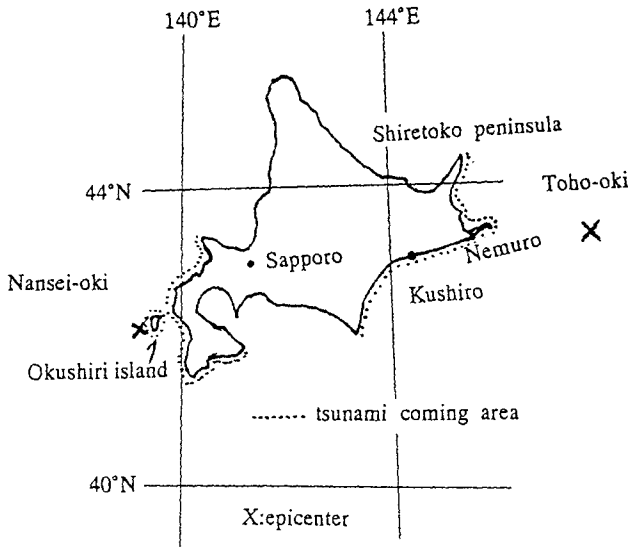 140°E
144°E
Shiretoko peninsula
Toho-oki
44°N
Sapporo
Nemuro
Nansei-oki
Kushiro
Okushiri island
tsunami coming area
40°N
X:epicenter